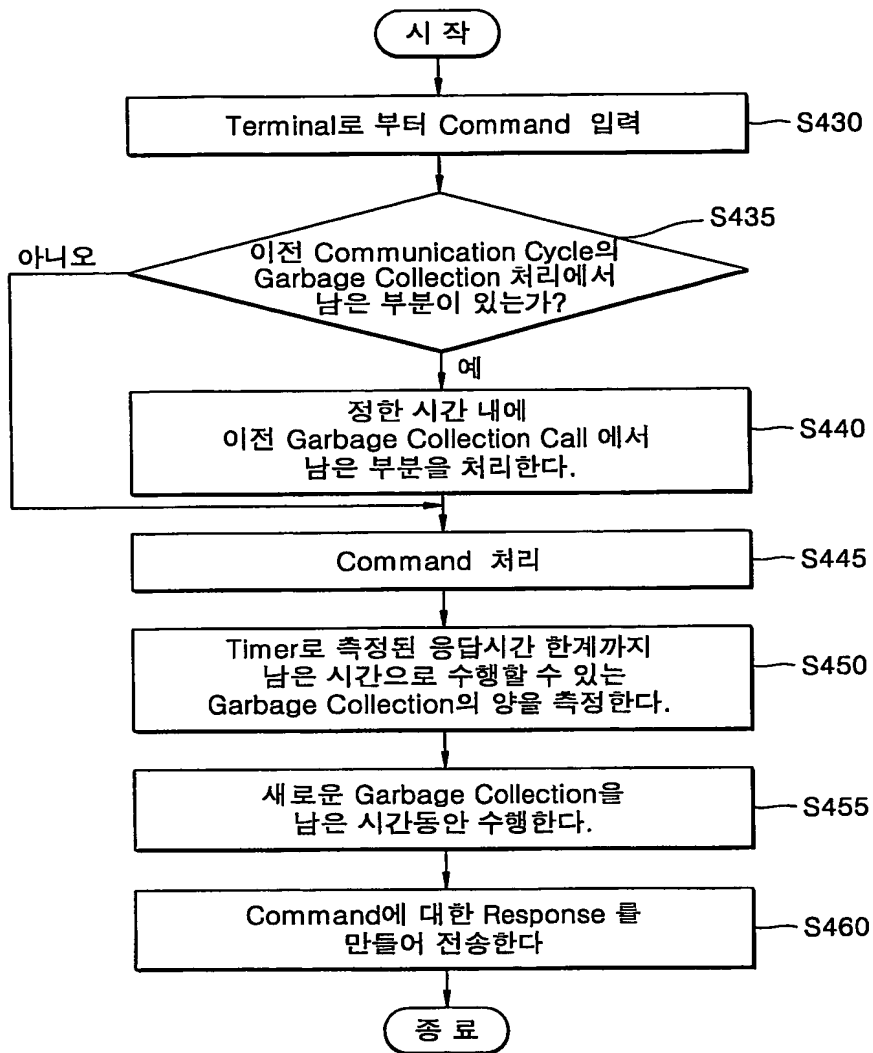 시 작
Terminal로 부터 Command 입력
S430
S435
아니오
이전 Communication Cycle의
Garbage Collection 처리에서
남은 부분이 있는가?
예
정한 시간 내에
이전 Garbage Collection Call 에서
남은 부분을 처리한다.
S440
Command 처리
S445
Timer로 측정된 응답시간 한계까지
남은 시간으로 수행할 수 있는
Garbage Collection의 양을 측정한다.
S450
새로운 Garbage Collection을
남은 시간동안 수행한다.
S455
Command에 대한 Response 를
만들어 전송한다
S460
종 료